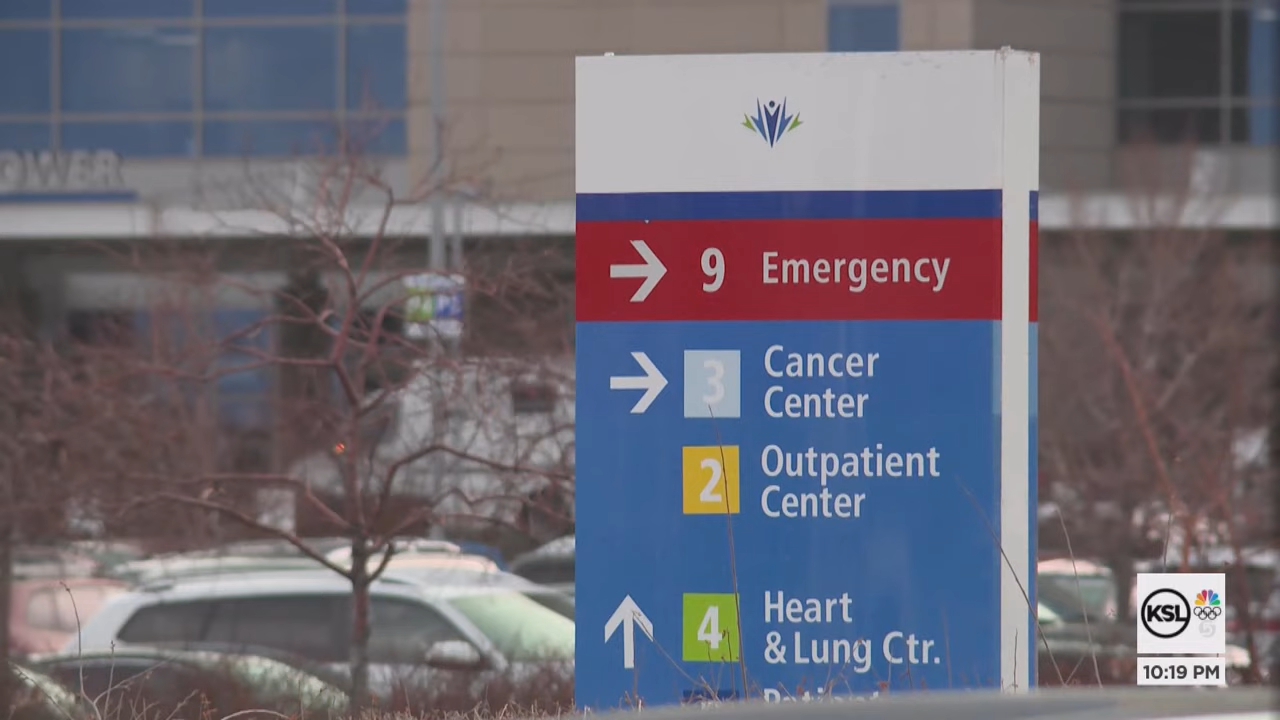 OWER
9 Emergency
3 Cancer
Center
2 Outpatient
Center
4 Heart
& Lung Ctr.
KSL
10:19 PM